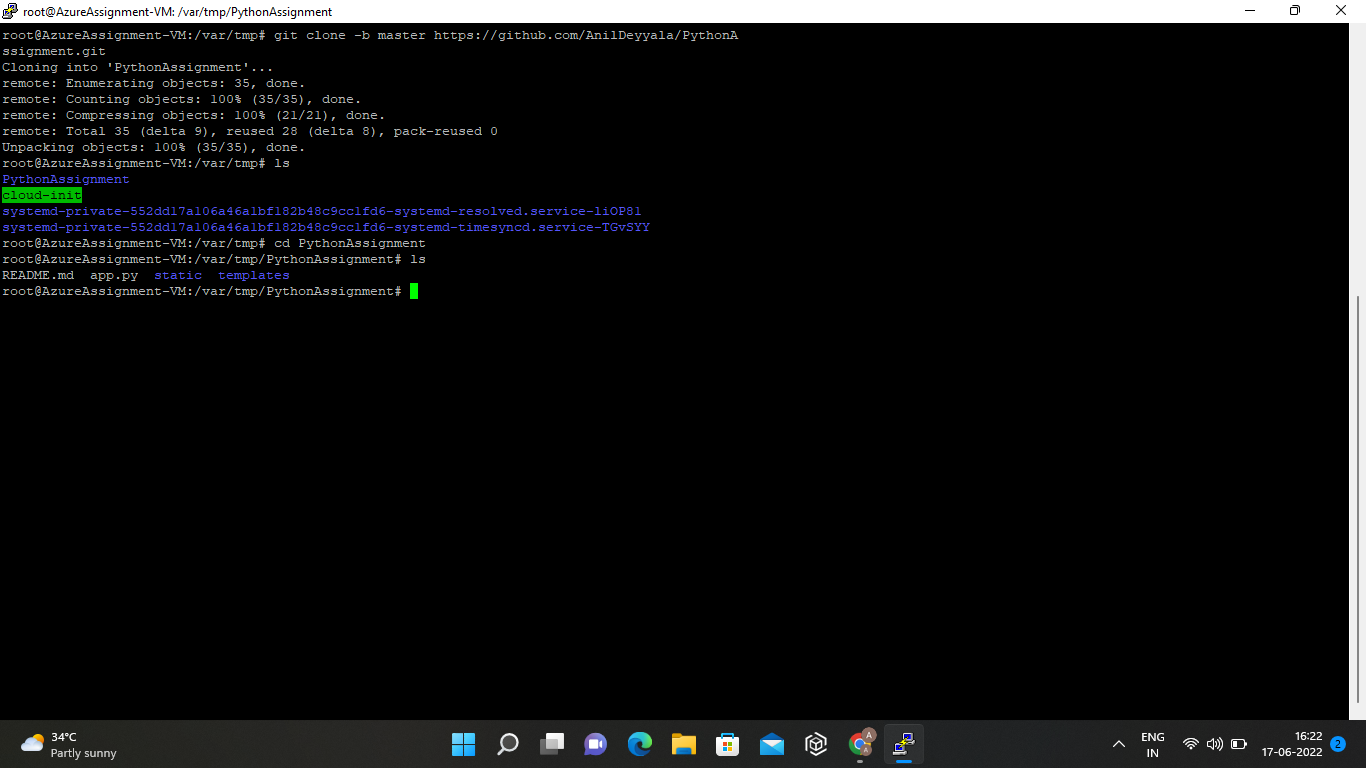 root@AzureAssignment-VM: /var/tmp/PythonAssignment
root@AzureAssignment-VM:/var/tmp# git clone -b master https://github.com/AnilDeyyala/PythonA
ssignment.git
Cloning into 'PythonAssignment'...
remote: Enumerating objects: 35, done.
remote: Counting objects: 100% (35/35), done.
remote: Compressing objects: 100% (21/21), done.
remote: Total 35 (delta 9), reused 28 (delta 8), pack-reused 0
Unpacking objects: 100% (35/35), done.
root@AzureAssignment-VM:/var/tmp# ls
PythonAssignment
cloud-init
systemd-private-552dd17a106a46a1bf182b48c9cc1fd6-systemd-resolved.service-liOP81
systemd-private-552dd17a106a46a1bf182b48c9cc1fd6-systemd-timesyncd.service-TGvSYY
root@AzureAssignment-VM:/var/tmp# cd PythonAssignment
root@AzureAssignment-VM:/var/tmp/PythonAssignment# ls
README.md  app.py  static  templates
root@AzureAssignment-VM:/var/tmp/PythonAssignment#
34°C
Partly sunny
A
A
ENG
IN
16:22
17-06-2022
2